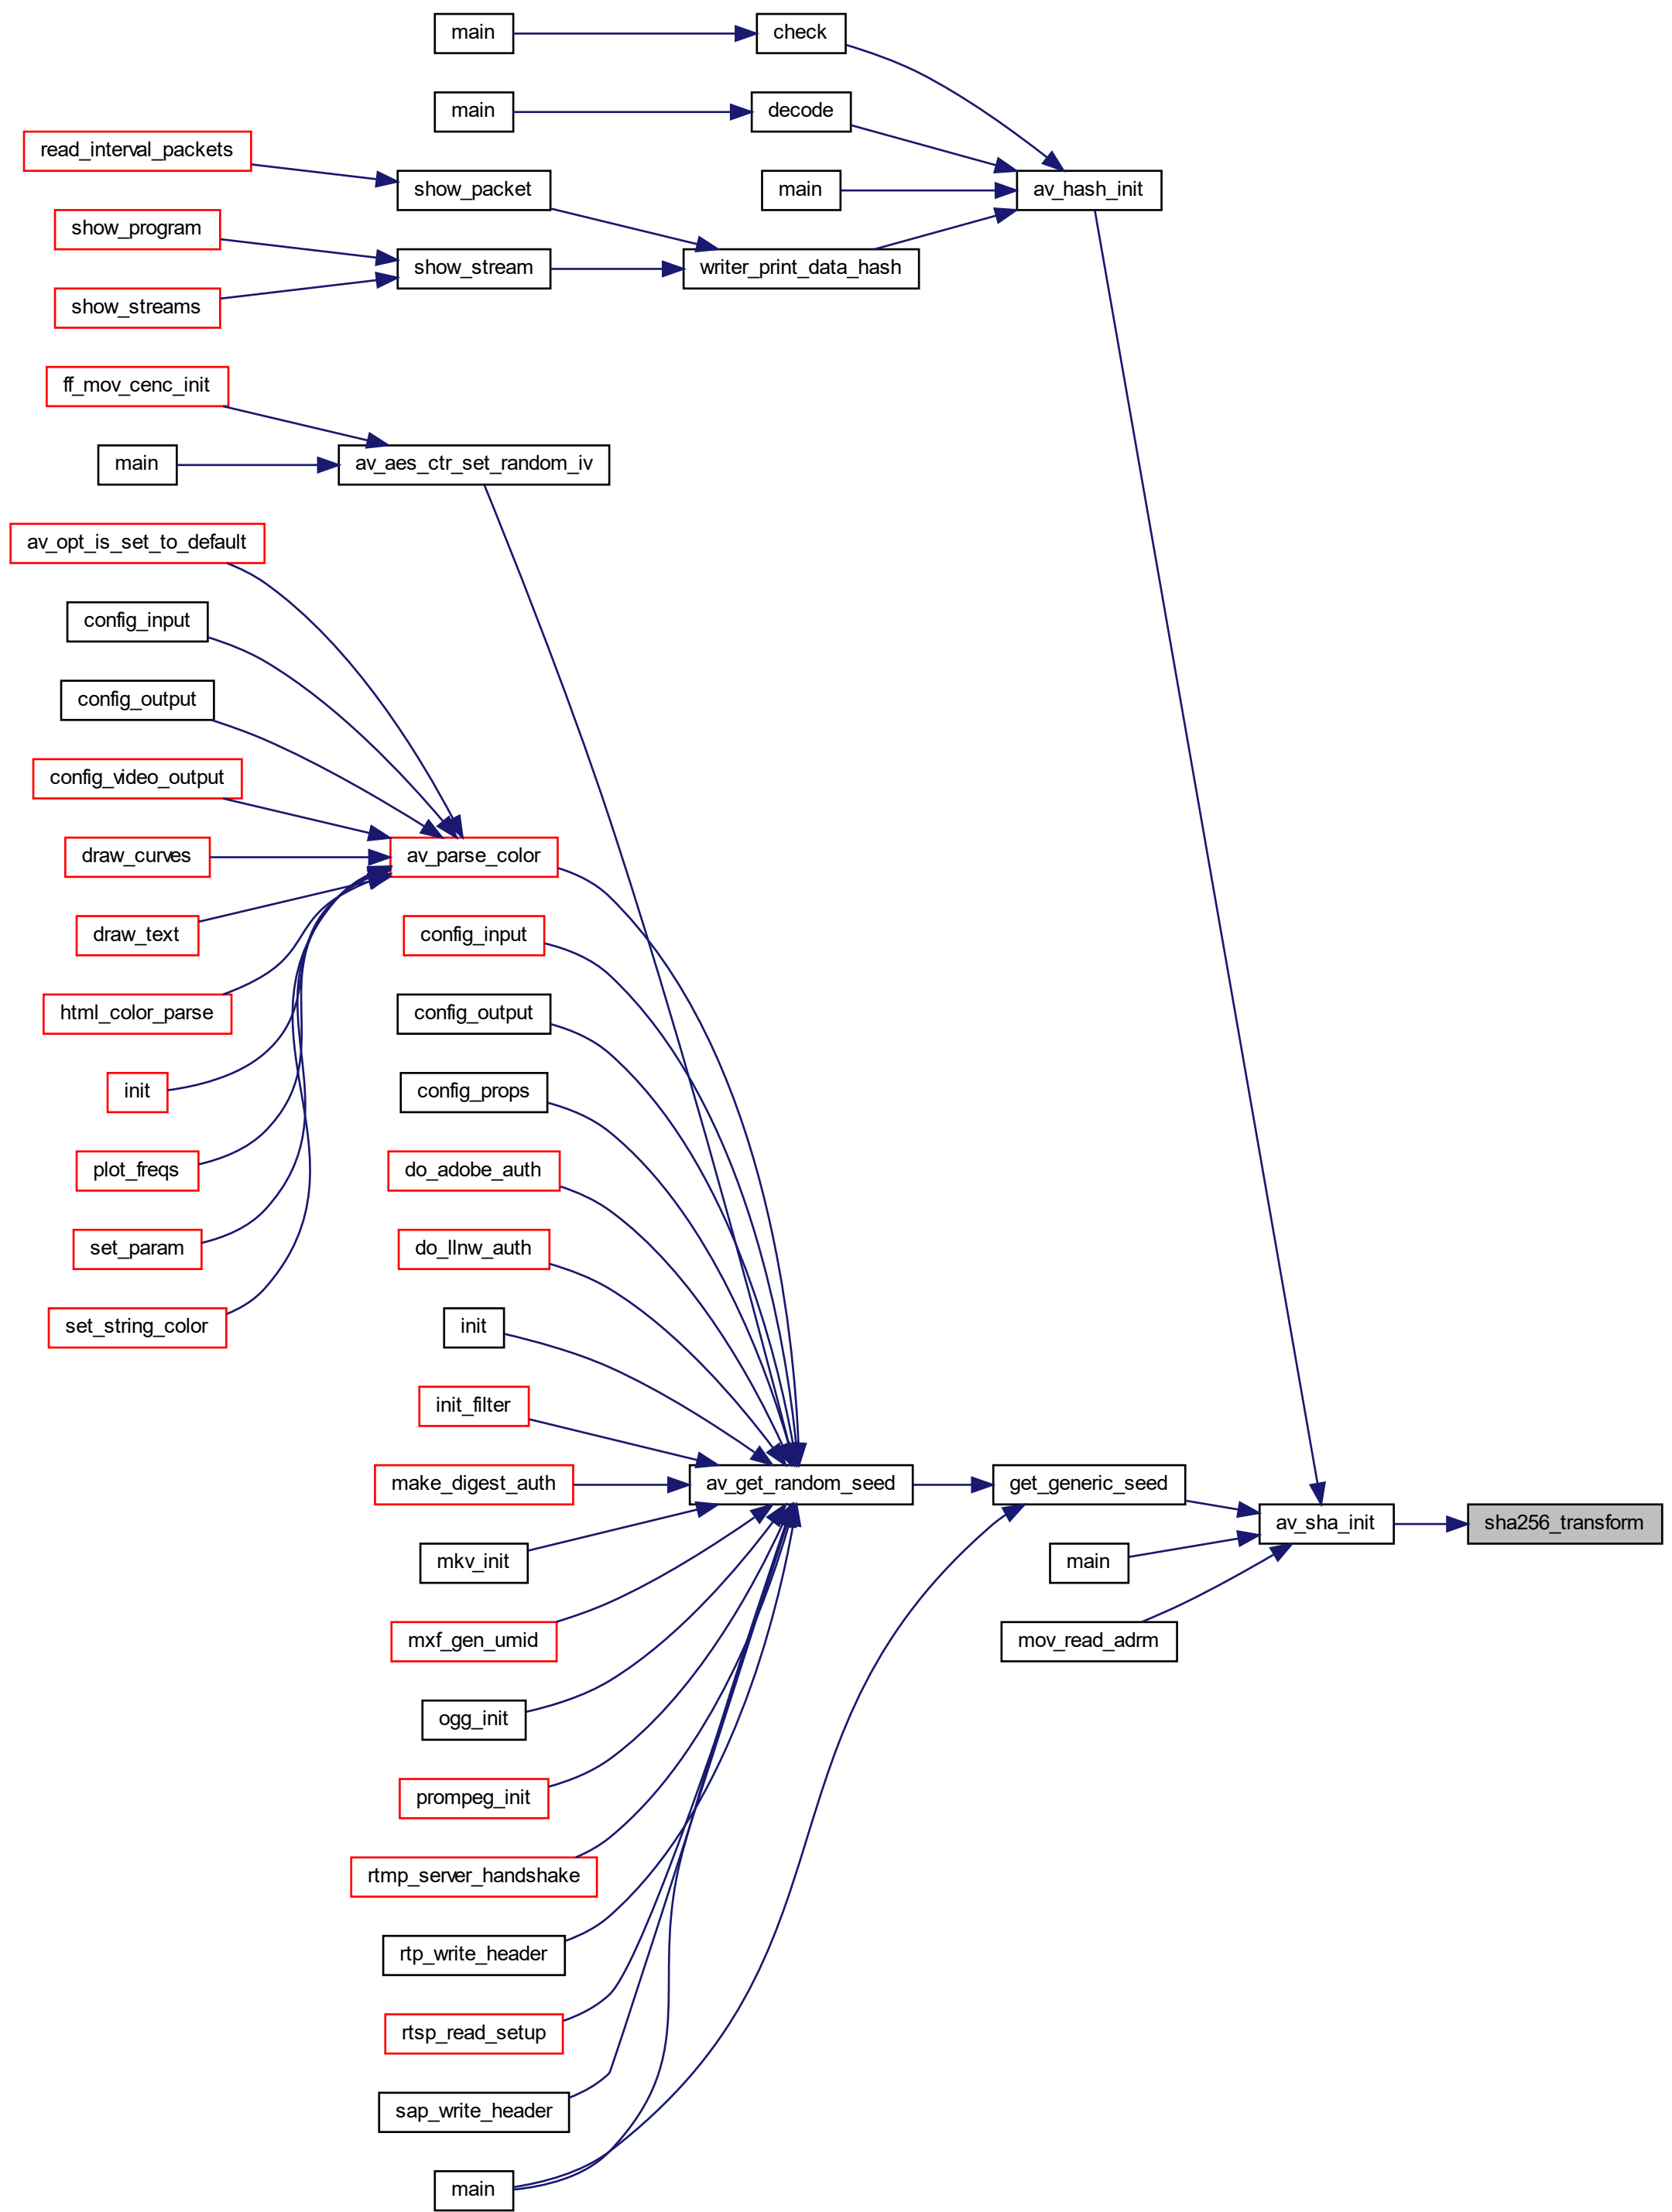 main
check
main
decode
read_interval_packets
show_packet
main
av_hash_init
show_program
show_stream
writer_print_data_hash
show_streams
ff_mov_cenc_init
main
av_aes_ctr_set_random_iv
av_opt_is_set_to_default
config_input
config_output
config_video_output
draw_curves
av_parse_color
draw_text
config_input
html_color_parse
config_output
init
config_props
plot_freqs
do_adobe_auth
set_param
do_llnw_auth
set_string_color
init
init_filter
make_digest_auth
av_get_random_seed
get_generic_seed
av_sha_init
sha256_transform
mkv_init
main
mxf_gen_umid
mov_read_adrm
ogg_init
prompeg_init
rtmp_server_handshake
rtp_write_header
rtsp_read_setup
sap_write_header
main